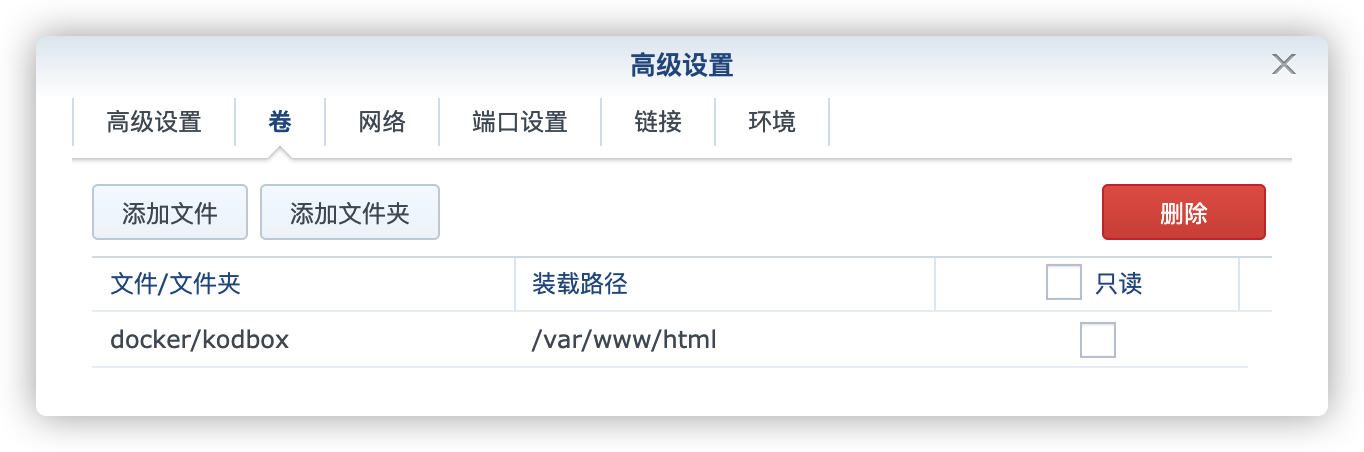 高级设置
高级设置 卷 网络 端口设置 链接 环境
添加文件 添加文件夹 删除
文件/文件夹 装载路径 只读
docker/kodbox /var/www/html